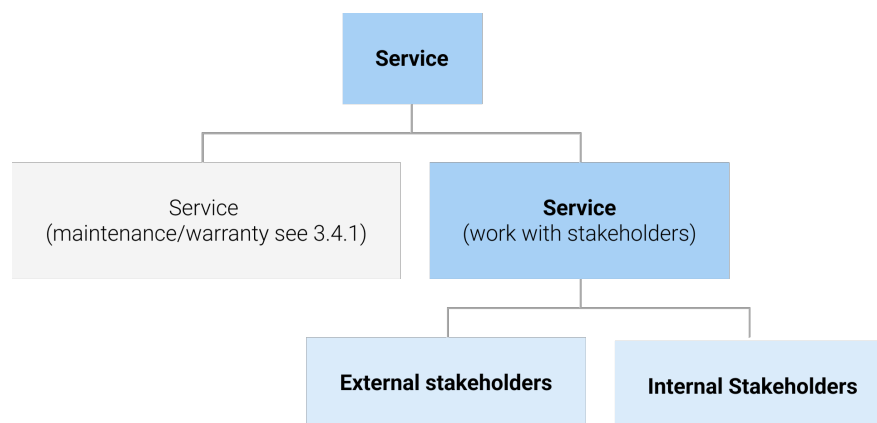 Service
Service
(maintenance/warranty see 3.4.1)
Service
(work with stakeholders)
External stakeholders
Internal Stakeholders